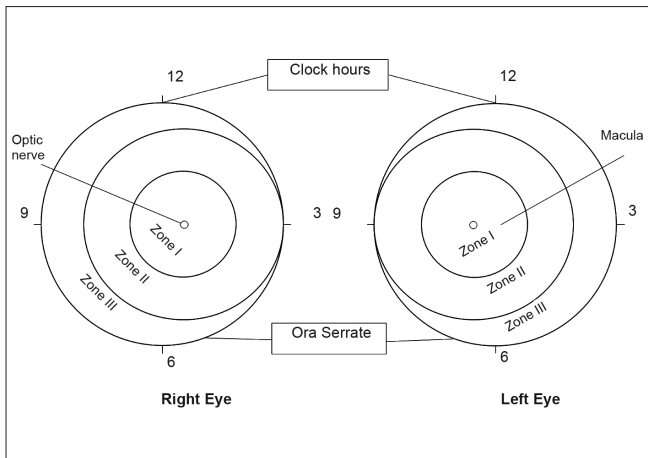 Clock hours
12
12
Optic
nerve
Macula
9
3
9
3
Zone I
Zone II
Zone III
Zone I
Zone II
Zone III
Ora Serrate
6
6
Right Eye
Left Eye